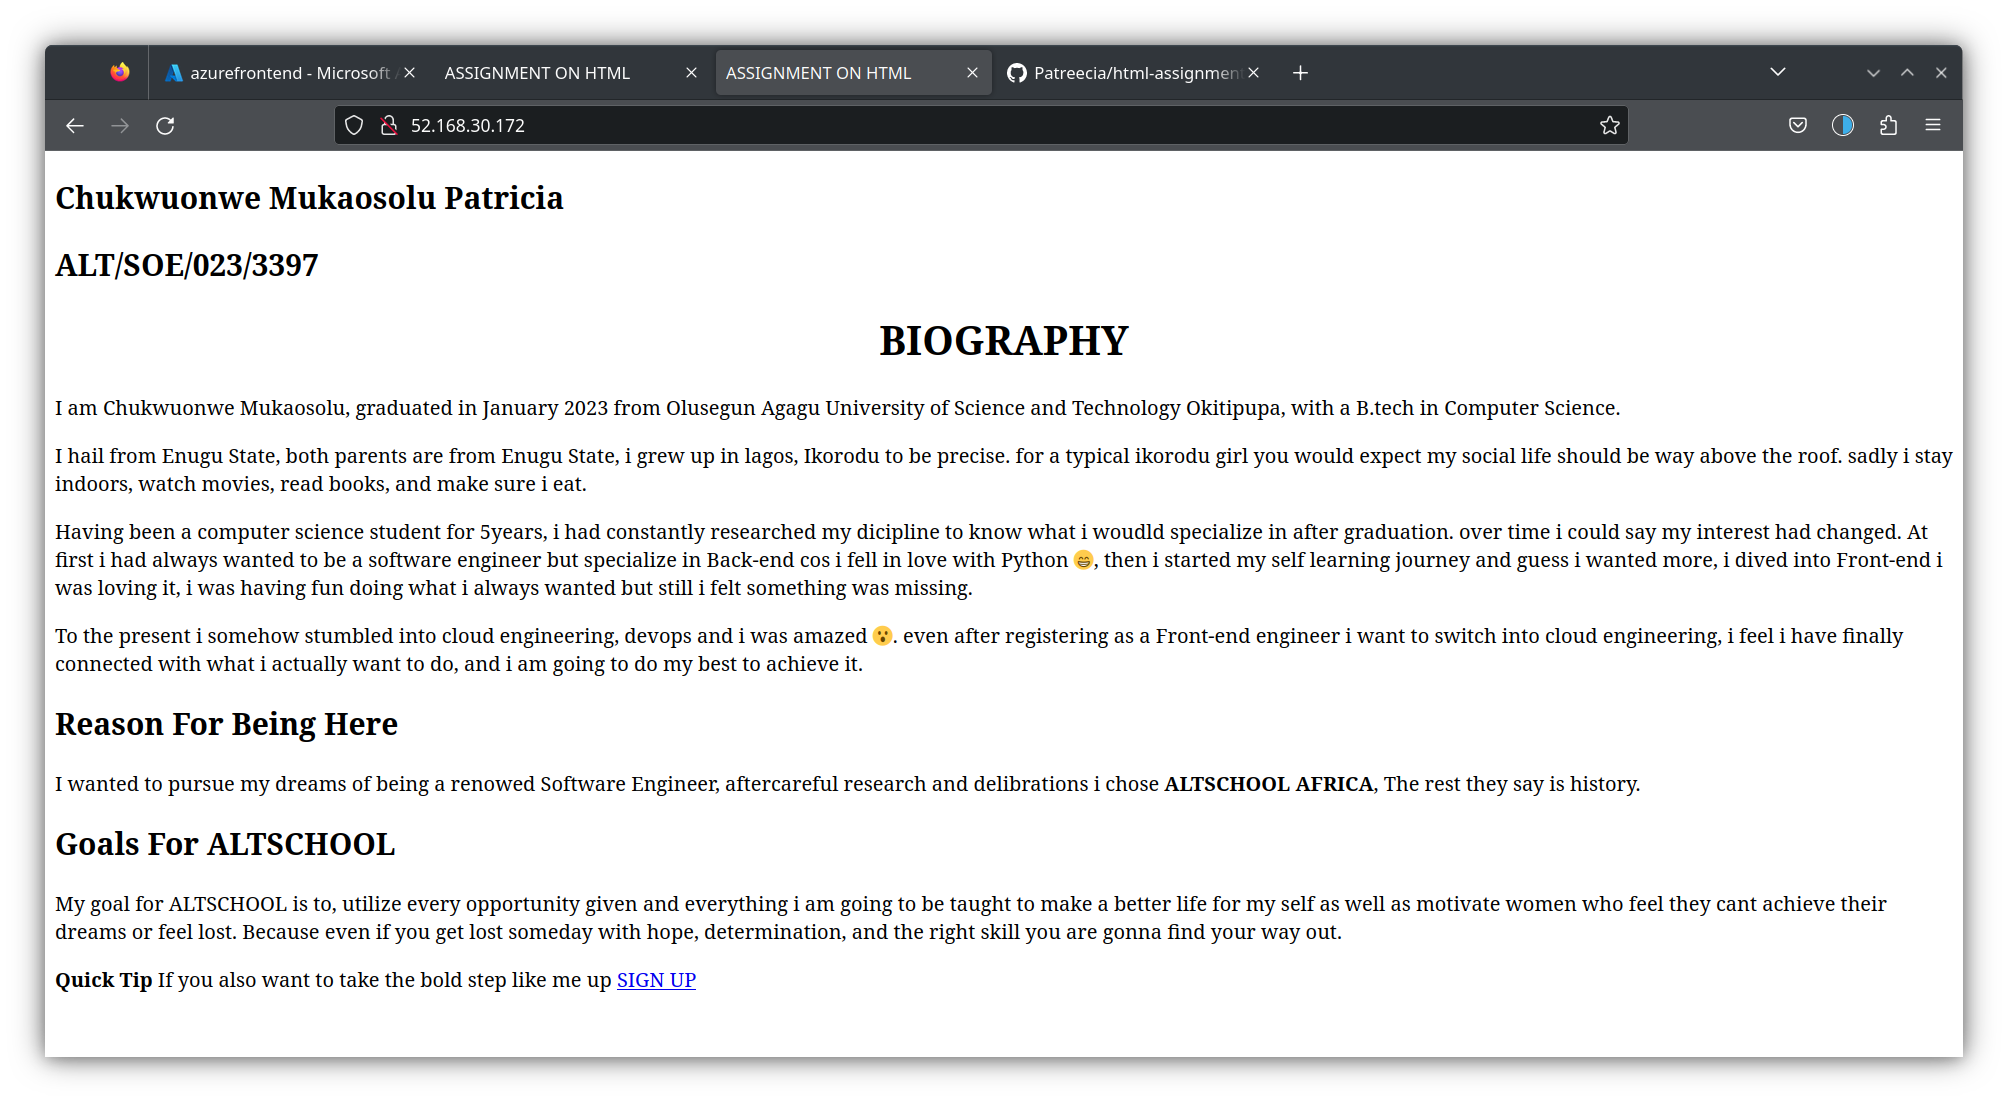 azurefrontend - Microsoft
ASSIGNMENT ON HTML
ASSIGNMENT ON HTML
Patreecia/html-assignment
52.168.30.172
Chukwuonwe Mukaosolu Patricia
ALT/SOE/023/3397
BIOGRAPHY
I am Chukwuonwe Mukaosolu, graduated in January 2023 from Olusegun Agagu University of Science and Technology Okitipupa, with a B.tech in Computer Science.
I hail from Enugu State, both parents are from Enugu State, i grew up in lagos, Ikorodu to be precise. for a typical ikorodu girl you would expect my social life should be way above the roof. sadly i stay
indoors, watch movies, read books, and make sure i eat.
Having been a computer science student for 5years, i had constantly researched my dicipline to know what i woudld specialize in after graduation. over time i could say my interest had changed. At
first i had always wanted to be a software engineer but specialize in Back-end cos i fell in love with Python 😄, then i started my self learning journey and guess i wanted more, i dived into Front-end i
was loving it, i was having fun doing what i always wanted but still i felt something was missing.
To the present i somehow stumbled into cloud engineering, devops and i was amazed 😮. even after registering as a Front-end engineer i want to switch into cloud engineering, i feel i have finally
connected with what i actually want to do, and i am going to do my best to achieve it.
Reason For Being Here
I wanted to pursue my dreams of being a renowed Software Engineer, aftercareful research and delibrations i chose ALTSCHOOL AFRICA, The rest they say is history.
Goals For ALTSCHOOL
My goal for ALTSCHOOL is to, utilize every opportunity given and everything i am going to be taught to make a better life for my self as well as motivate women who feel they cant achieve their
dreams or feel lost. Because even if you get lost someday with hope, determination, and the right skill you are gonna find your way out.
Quick Tip If you also want to take the bold step like me up SIGN UP